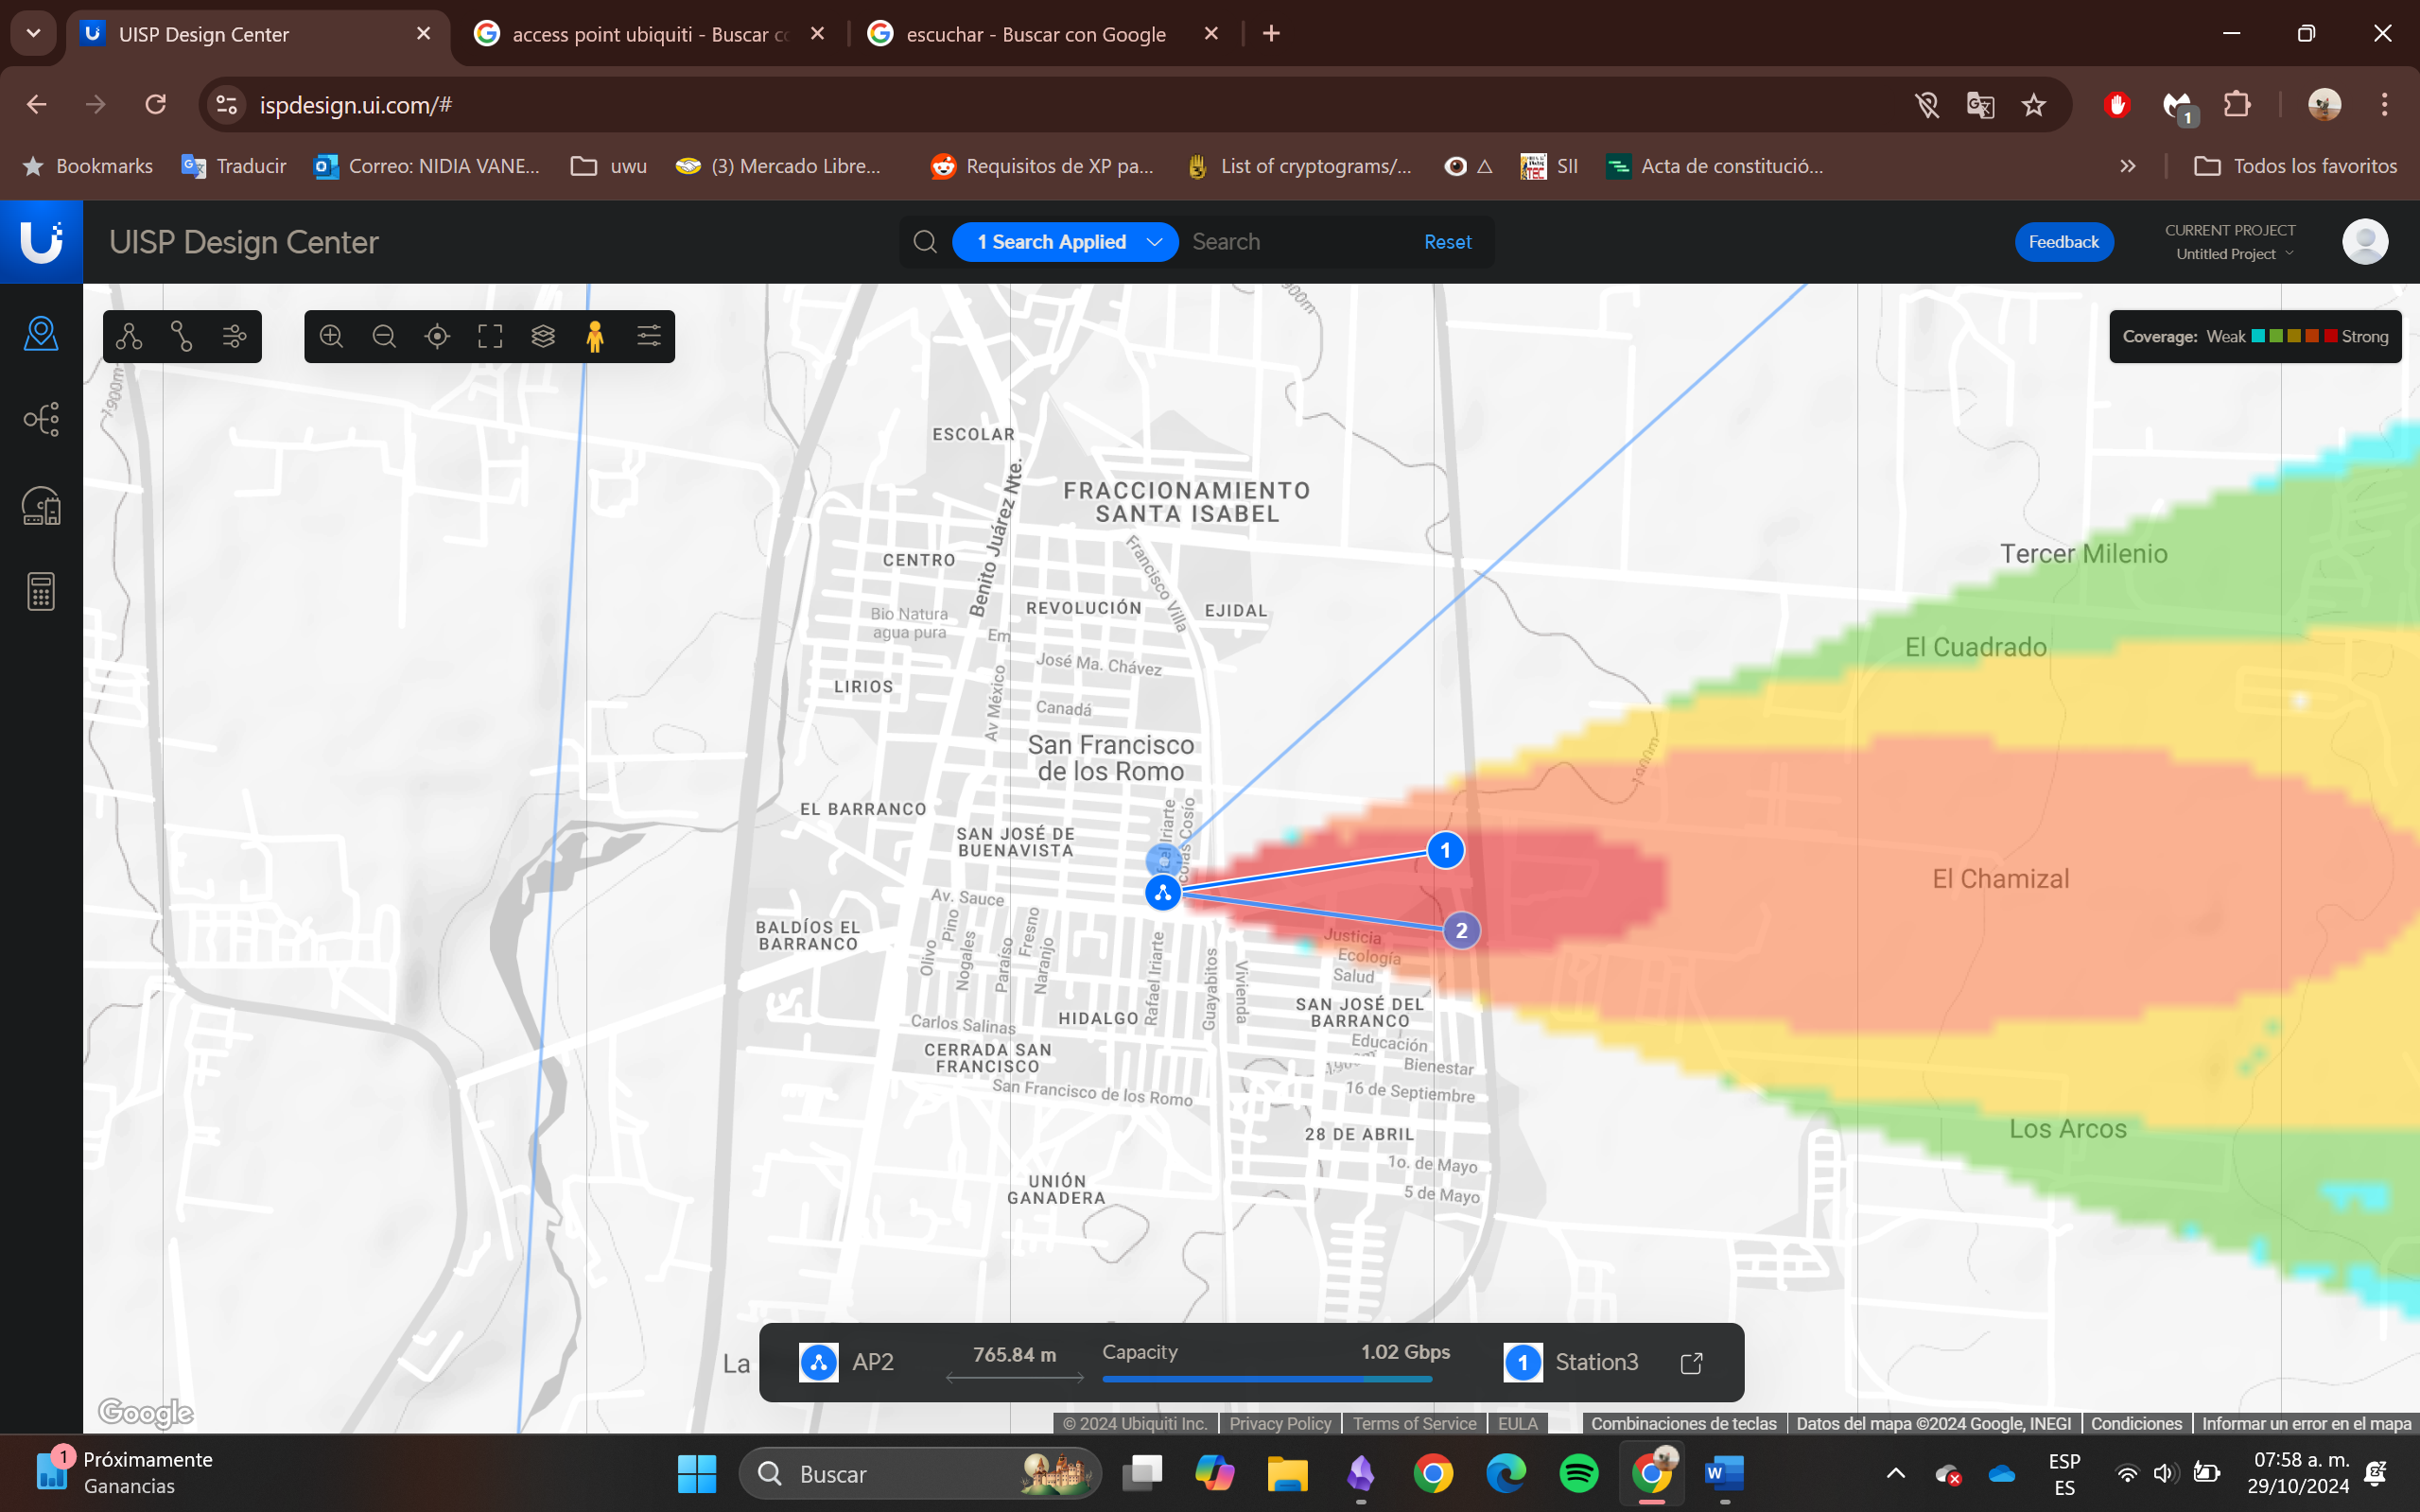 UISP Design Center
access point ubiquiti - Buscar co
escuchar - Buscar con Google
ispdesign.ui.com/#
1
Bookmarks
Traducir
Correo: NIDIA VANE...
uwu
(3) Mercado Libre...
Requisitos de XP pa...
List of cryptograms/...
SII
Acta de constitució...
Todos los favoritos
UISP Design Center
1 Search Applied
Search
Reset
Feedback
CURRENT PROJECT
Untitled Project
Coverage: Weak Strong
1900m
900m
ESCOLAR
Benito Juárez Nte.
FRACCIONAMIENTO
SANTA ISABEL
CENTRO
Francisco Villa
Tercer Milenio
Bio Natura
agua pura
REVOLUCIÓN
EJIDAL
Em
El Cuadrado
José Ma. Chávez
LIRIOS
Av México
Canadá
San Francisco
de los Romo
1900m
EL BARRANCO
SAN JOSÉ DE
BUENAVISTA
1
El Chamizal
Av. Sauce
BALDÍOS EL
BARRANCO
Olivo
Pino
Nogales
Paraíso
Fresno
Naranjo
Rafael Iriarte
Guayabitos
Vivienda
2
Justicia
Ecología
Salud
SAN JOSÉ DEL
BARRANCO
Carlos Salinas
HIDALGO
CERRADA SAN
FRANCISCO
Educación
Bienestar
San Francisco de los Romo
16 de Septiembre
28 DE ABRIL
Los Arcos
1o. de Mayo
UNIÓN
GANADERA
5 de Mayo
La
AP2
765.84 m
Capacity
1.02 Gbps
1
Station3
Google
© 2024 Ubiquiti Inc.
Privacy Policy
Terms of Service
EULA
Combinaciones de teclas
Datos del mapa ©2024 Google, INEGI
Condiciones
Informar un error en el mapa
1
Próximamente
Ganancias
Buscar
ESP
ES
07:58 a. m.
29/10/2024